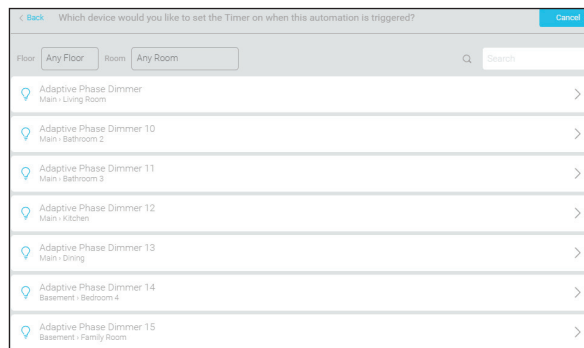 < Back Which device would you like to set the Timer on when this automation is triggered? Cancel
Floor Any Floor Room Any Room Search
Adaptive Phase Dimmer
Main › Living Room
Adaptive Phase Dimmer 10
Main › Bathroom 2
Adaptive Phase Dimmer 11
Main › Bathroom 3
Adaptive Phase Dimmer 12
Main › Kitchen
Adaptive Phase Dimmer 13
Main › Dining
Adaptive Phase Dimmer 14
Basement › Bedroom 4
Adaptive Phase Dimmer 15
Basement › Family Room